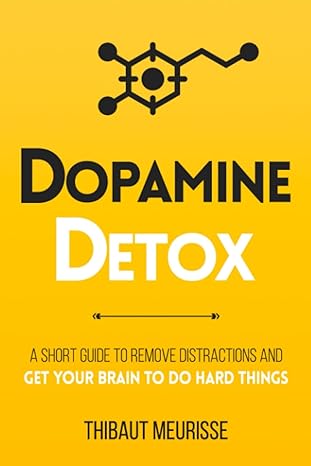 DOPAMINE
DETOX
A SHORT GUIDE TO REMOVE DISTRACTIONS AND
GET YOUR BRAIN TO DO HARD THINGS
THIBAUT MEURISSE